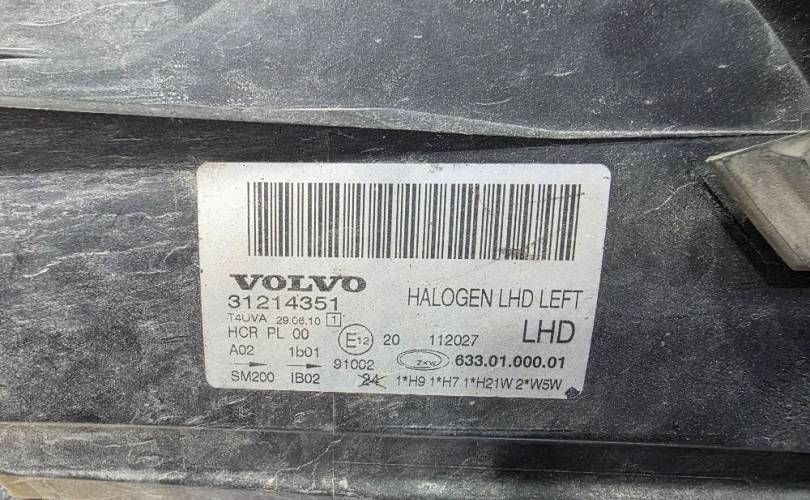 VOLVO
31214351
HALOGEN LHD LEFT
T4UVA 29.06.10 1
LHD
HCR PL 00
E12 20 112027
A02 1b01 91002
ZKW 633.01.000.01
SM200 IB02 24 1*H9 1*H7 1*H21W 2*W5W